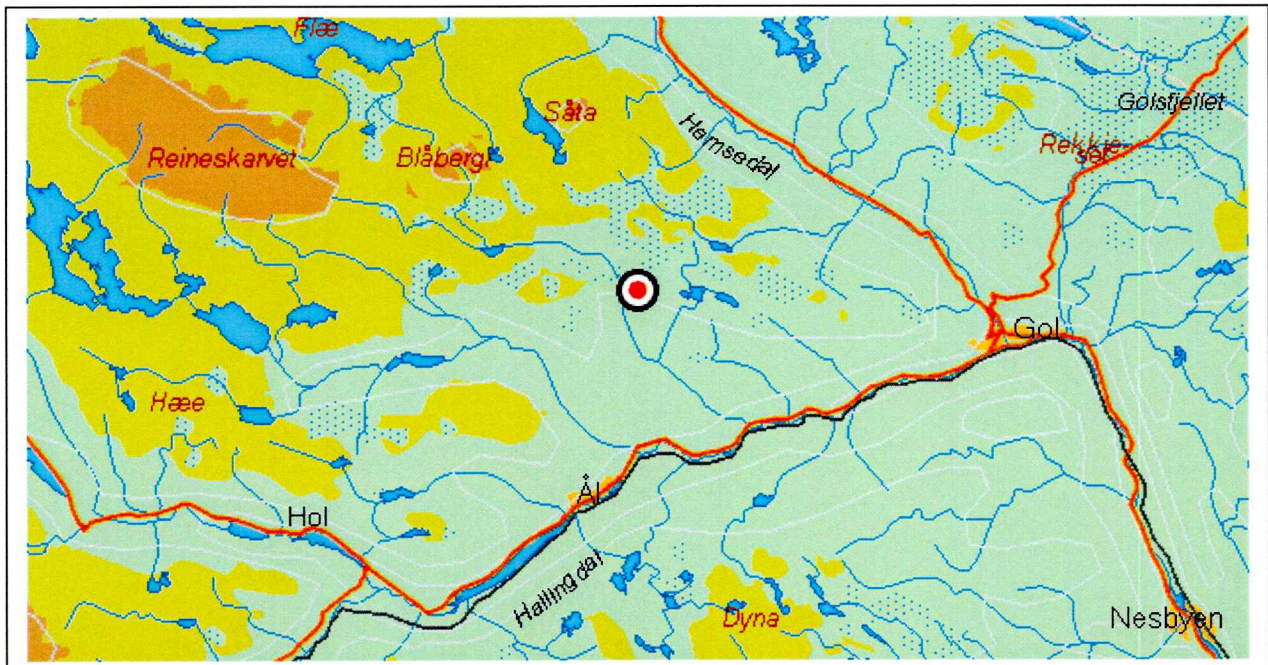 Flæ
Golsfjellet
Såta
Hemsedal
Rekkje-
set
Reineskarvet
Blåbergi
Gol
Hæe
Ål
Hol
Hallingdal
Dyna
Nesbyen